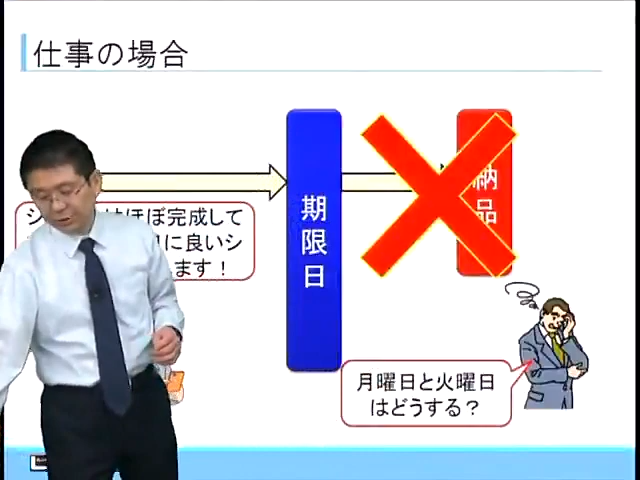 仕事の場合
期限日
納品
はほぼ完成して
に良いシ
ます！
月曜日と火曜日
はどうする？